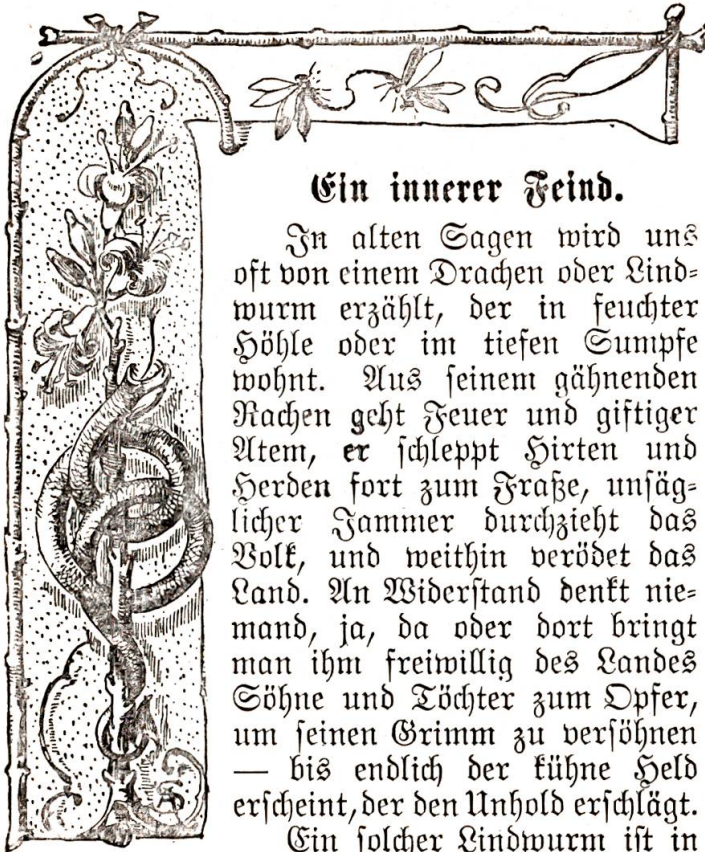 Ein innerer Feind.
In alten Sagen wird uns
oft von einem Drachen oder Lind-
wurm erzählt, der in feuchter
Höhle oder im tiefen Sumpfe
wohnt. Aus seinem gähnenden
Rachen geht Feuer und giftiger
Atem, er schleppt Hirten und
Herden fort zum Fraße, unsäg-
licher Jammer durchzieht das
Volk, und weithin verödet das
Land. An Widerstand denkt nie-
mand, ja, da oder dort bringt
man ihm freiwillig des Landes
Söhne und Töchter zum Opfer,
um seinen Grimm zu versöhnen
— bis endlich der kühne Held
erscheint, der den Unhold erschlägt.
Ein solcher Lindwurm ist in